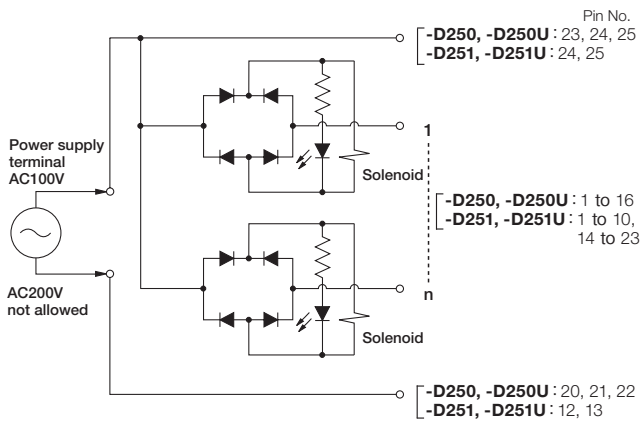 Pin No.
-D250, -D250U : 23, 24, 25
-D251, -D251U : 24, 25
1
Power supply
terminal
AC100V
Solenoid
-D250, -D250U : 1 to 16
-D251, -D251U : 1 to 10,
14 to 23
AC200V
not allowed
n
Solenoid
-D250, -D250U : 20, 21, 22
-D251, -D251U : 12, 13